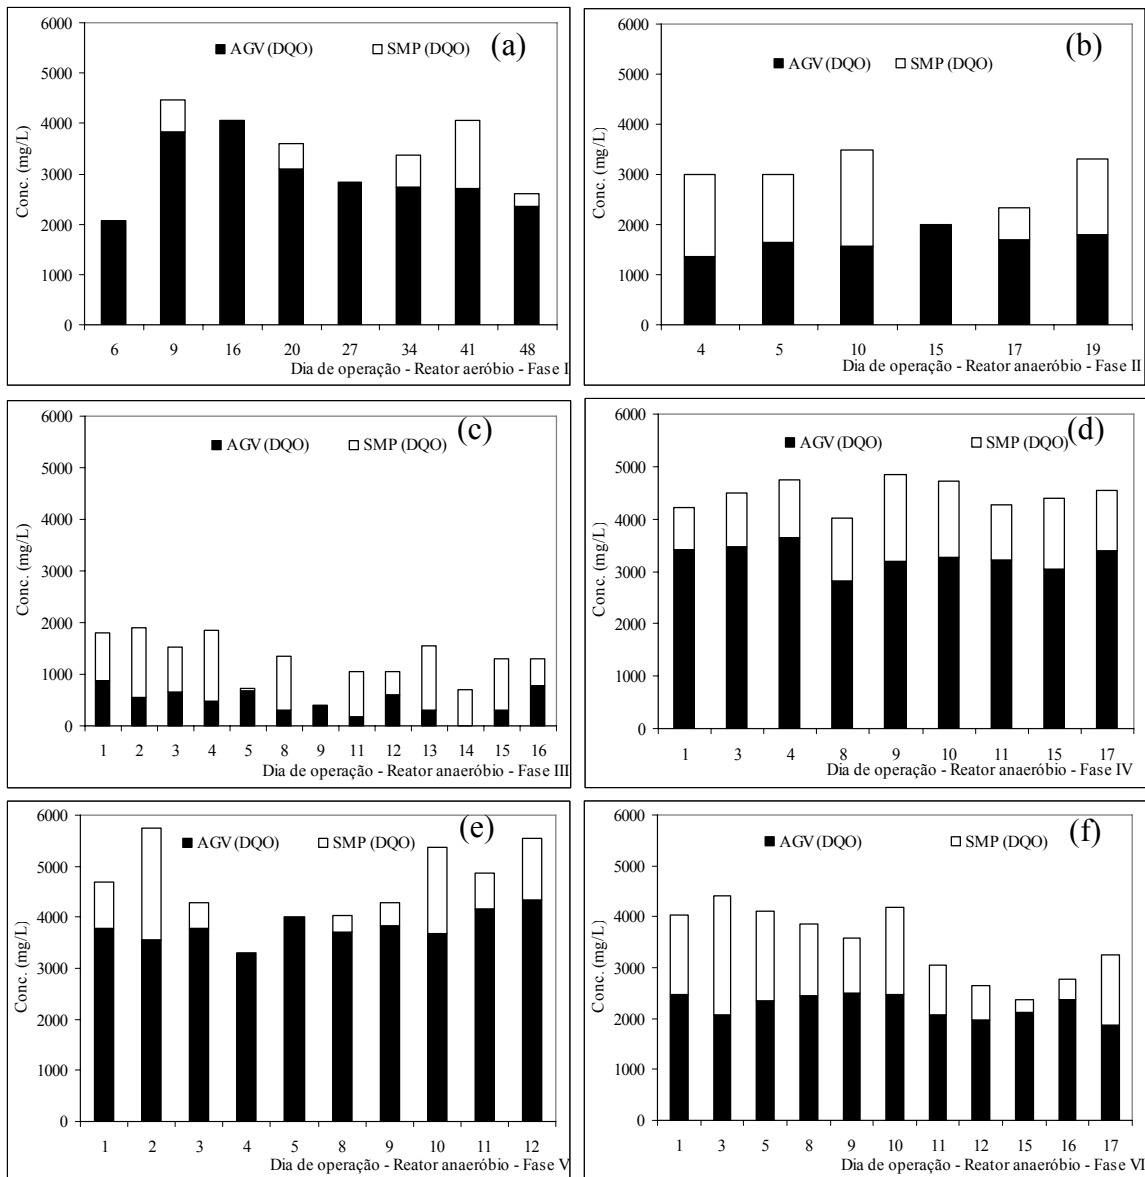 (a)
AGV (DQO) SMP (DQO)
Conc. (mg/L)
6000
5000
4000
3000
2000
1000
0
6 9 16 20 27 34 41 48
Dia de operação - Reator aeróbio - Fase I
(b)
AGV (DQO) SMP (DQO)
Conc. (mg/L)
6000
5000
4000
3000
2000
1000
0
4 5 10 15 17 19
Dia de operação - Reator anaeróbio - Fase II
(c)
AGV (DQO) SMP (DQO)
Conc. (mg/L)
6000
5000
4000
3000
2000
1000
0
1 2 3 4 5 8 9 11 12 13 14 15 16
Dia de operação - Reator anaeróbio - Fase III
(d)
AGV (DQO) SMP (DQO)
Conc. (mg/L)
6000
5000
4000
3000
2000
1000
0
1 3 4 8 9 10 11 15 17
Dia de operação - Reator anaeróbio - Fase IV
(e)
AGV (DQO) SMP (DQO)
Conc. (mg/L)
6000
5000
4000
3000
2000
1000
0
1 2 3 4 5 8 9 10 11 12
Dia de operação - Reator anaeróbio - Fase V
(f)
AGV (DQO) SMP (DQO)
Conc. (mg/L)
6000
5000
4000
3000
2000
1000
0
1 3 5 8 9 10 11 12 15 16 17
Dia de operação - Reator anaeróbio - Fase VI